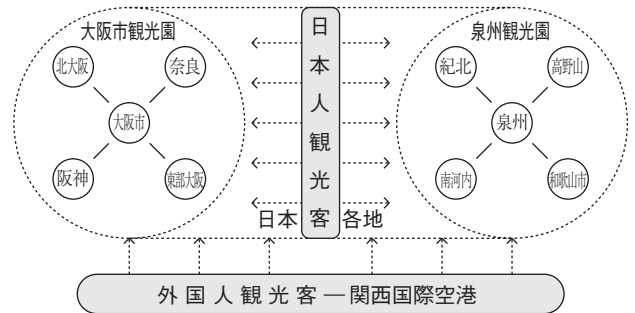 大阪市観光園
北大阪
奈良
大阪市
阪神
東部大阪
日本人観光客
日本 各地
泉州観光園
紀北
高野山
泉州
南河内
和歌山市
外国人観光客―関西国際空港